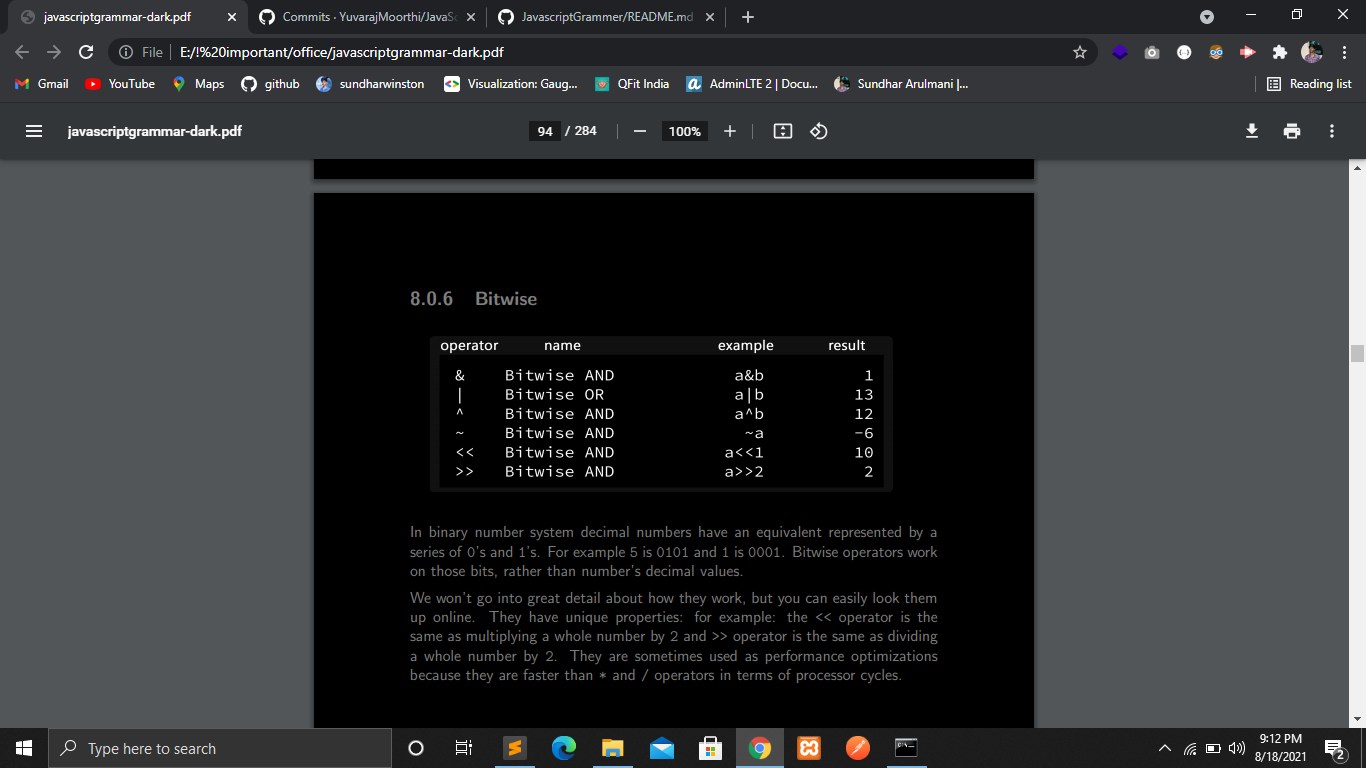 javascriptgrammar-dark.pdf
Commits · YuvarajMoorthi/JavaSc
JavascriptGrammer/README.md
File
E:/!%20important/office/javascriptgrammar-dark.pdf
Gmail
YouTube
Maps
github
sundharwinston
Visualization: Gaug...
QFit India
AdminLTE 2 | Docu...
Sundhar Arulmani |...
Reading list
javascriptgrammar-dark.pdf
94 / 284
100%
8.0.6 Bitwise
operator name example result
& Bitwise AND a&b 1
| Bitwise OR a|b 13
^ Bitwise AND a^b 12
~ Bitwise AND ~a -6
<< Bitwise AND a<<1 10
>> Bitwise AND a>>2 2
In binary number system decimal numbers have an equivalent represented by a
series of 0's and 1's. For example 5 is 0101 and 1 is 0001. Bitwise operators work
on those bits, rather than number's decimal values.
We won't go into great detail about how they work, but you can easily look them
up online. They have unique properties: for example: the << operator is the
same as multiplying a whole number by 2 and >> operator is the same as dividing
a whole number by 2. They are sometimes used as performance optimizations
because they are faster than * and / operators in terms of processor cycles.
Type here to search
9:12 PM
8/18/2021
2